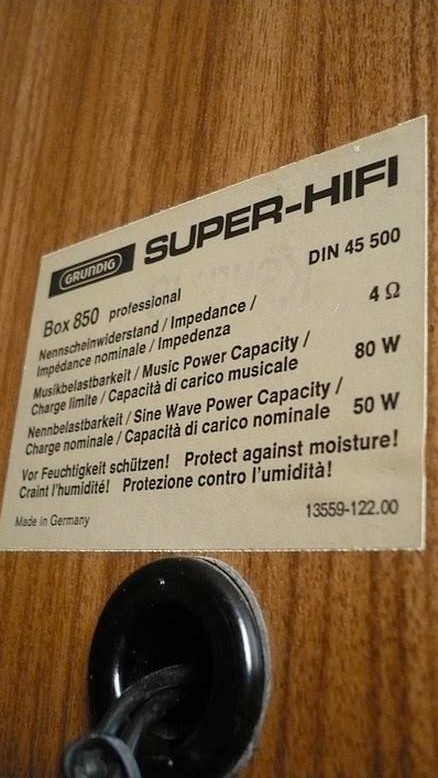 GRUNDIG SUPER-HIFI
DIN 45 500
Box 850 professional
Nennscheinwiderstand / Impedance /
Impédance nominale / Impedenza
4 Ω
Musikbelastbarkeit / Music Power Capacity /
Charge limite / Capacità di carico musicale
80 W
Nennbelastbarkeit / Sine Wave Power Capacity /
Charge nominale / Capacità di carico nominale
50 W
Vor Feuchtigkeit schützen! Protect against moisture!
Craint l'humidité! Protezione contro l'umidità!
Made in Germany
13559-122.00